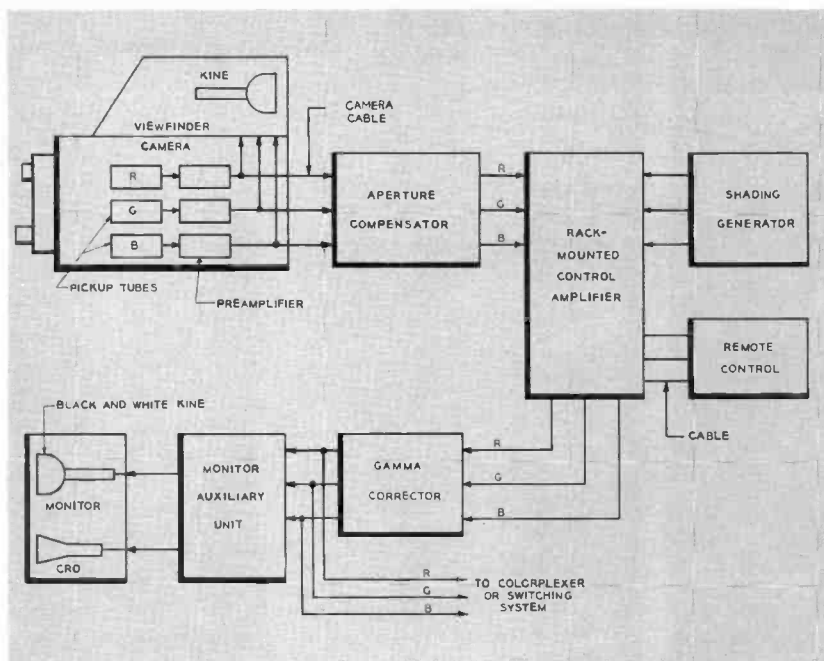 KINE
VIEWFINDER
CAMERA
CAMERA
CABLE
R
G
B
PICKUP TUBES
PREAMPLIFIER
APERTURE
COMPENSATOR
R
G
B
RACK-
MOUNTED
CONTROL
AMPLIFIER
SHADING
GENERATOR
REMOTE
CONTROL
CABLE
BLACK AND WHITE KINE
MONITOR
CRO
MONITOR
AUXILIARY
UNIT
GAMMA
CORRECTOR
R
G
B
R
G
B
TO COLORPLEXER
OR SWITCHING
SYSTEM